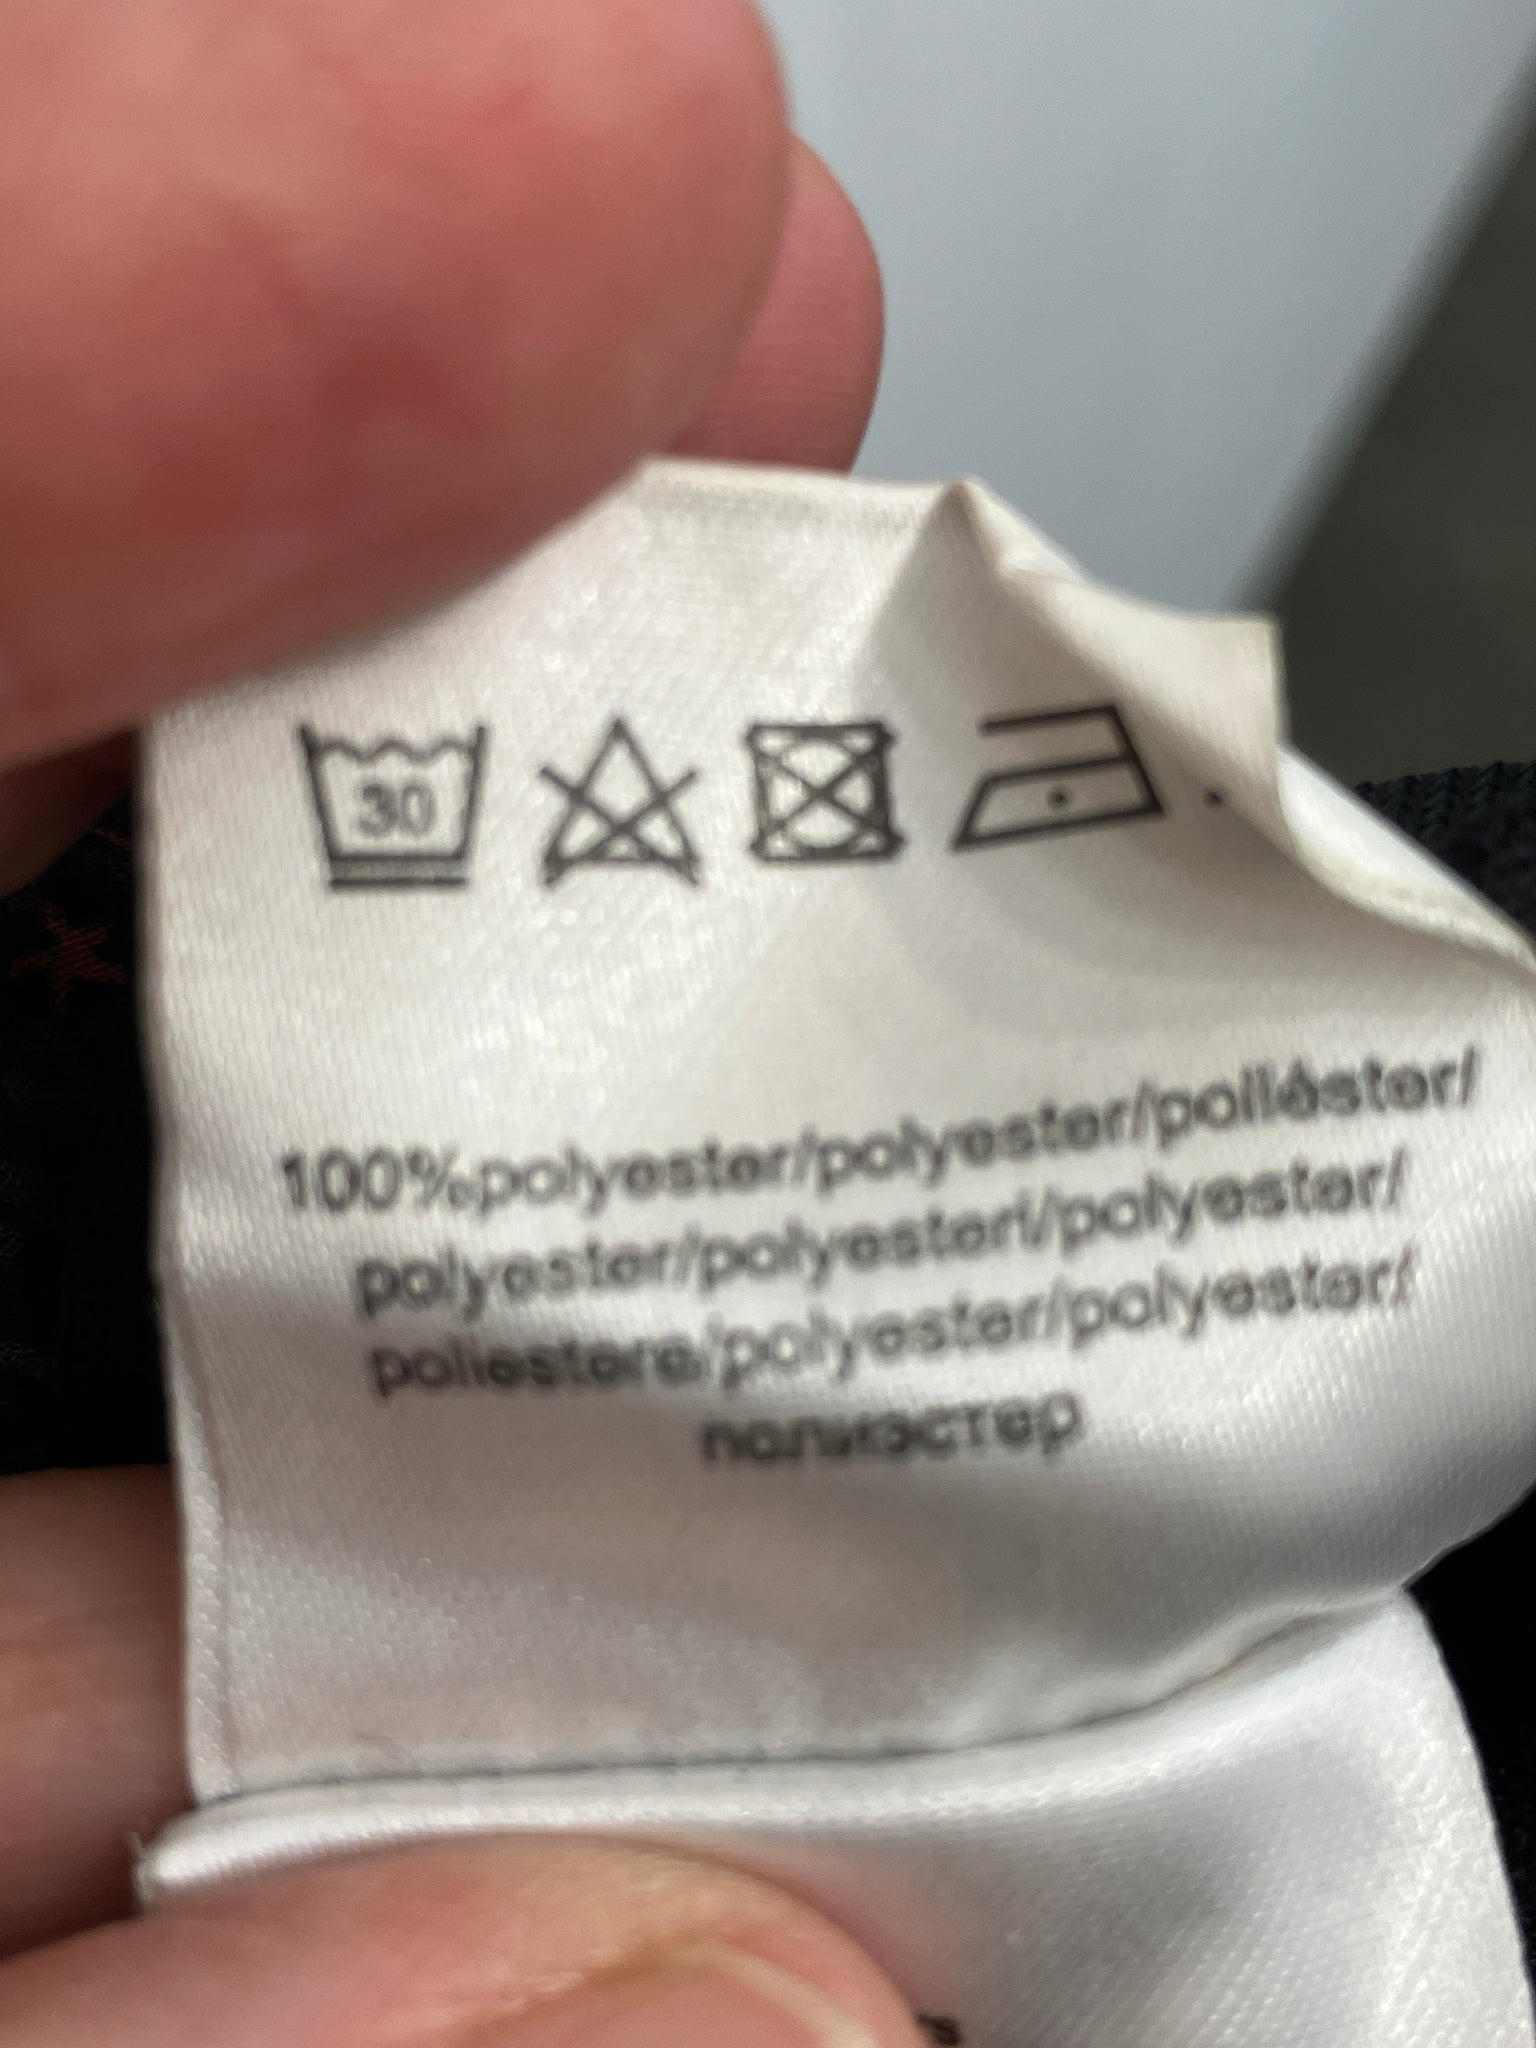 30
100%polyester/polyester/poliéster/
polyester/polyesteri/polyester/
poliestere/polyester/polyester/
полиэстер